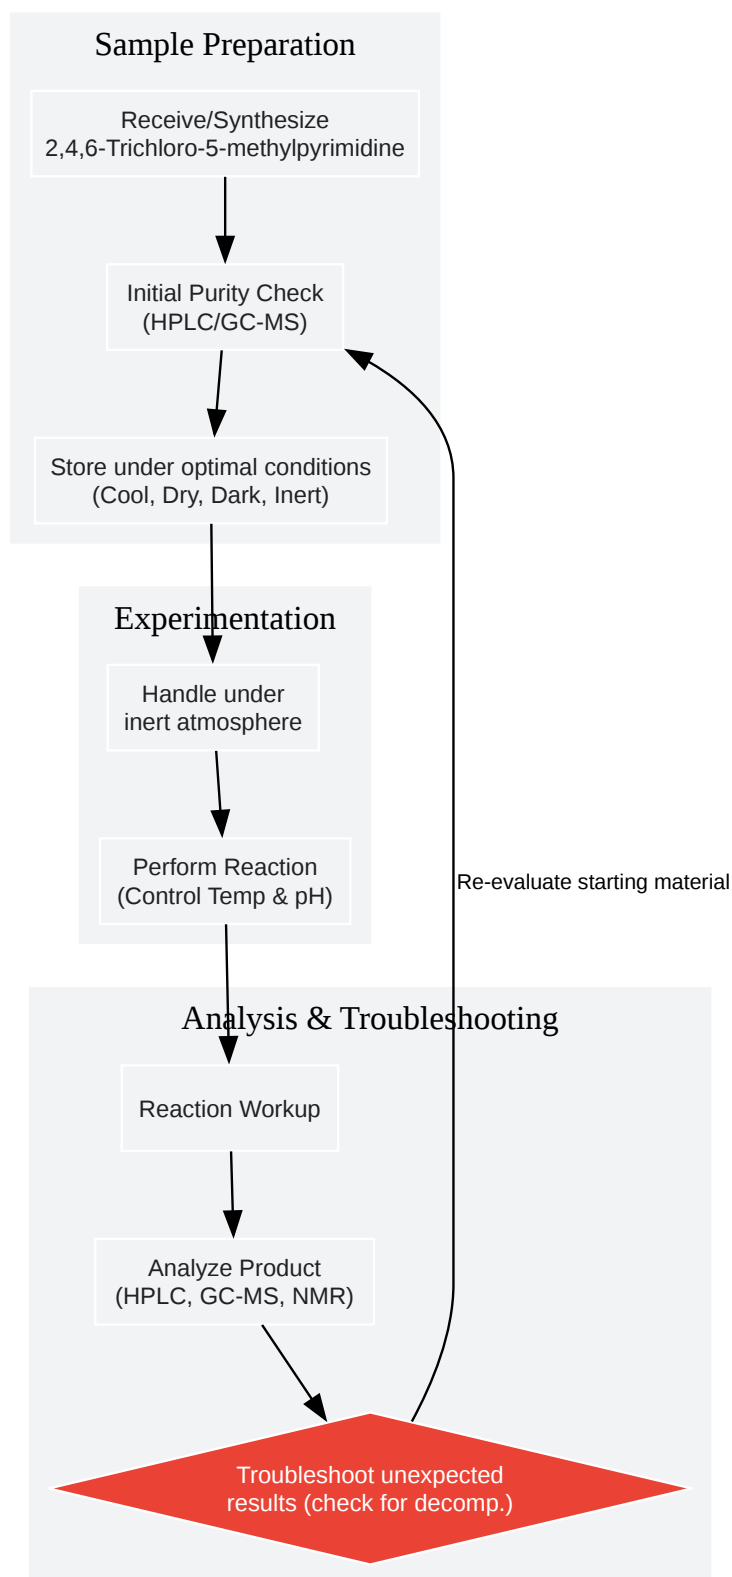 Sample Preparation
Receive/Synthesize
2,4,6-Trichloro-5-methylpyrimidine
Initial Purity Check
(HPLC/GC-MS)
Store under optimal conditions
(Cool, Dry, Dark, Inert)
Experimentation
Handle under
inert atmosphere
Perform Reaction
(Control Temp & pH)
Re-evaluate starting material
Analysis & Troubleshooting
Reaction Workup
Analyze Product
(HPLC, GC-MS, NMR)
Troubleshoot unexpected
results (check for decomp.)